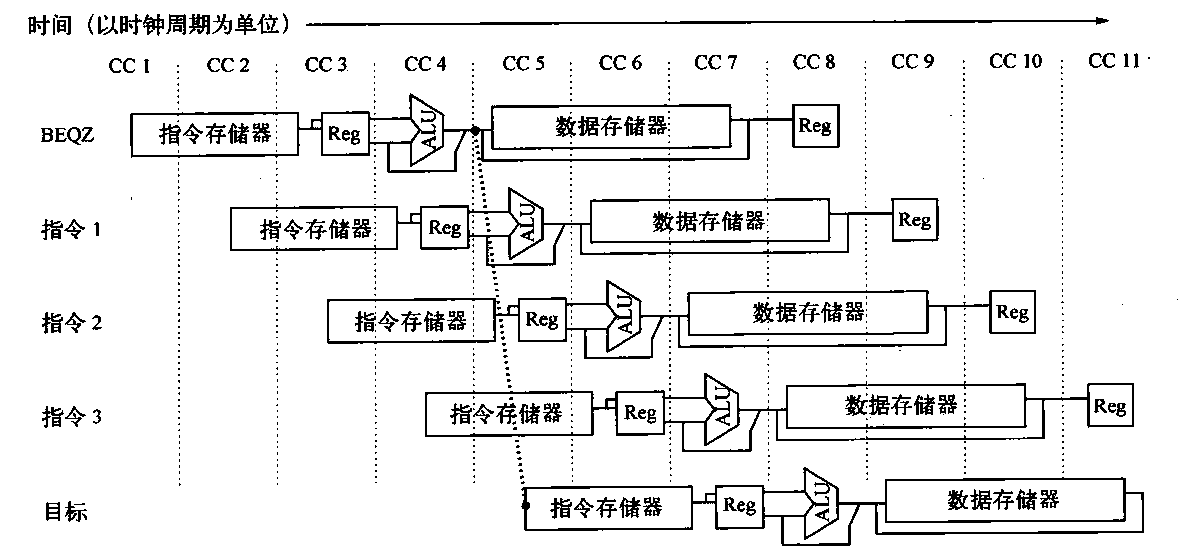 时间（以时钟周期为单位）
CC 1 CC 2 CC 3 CC 4 CC 5 CC 6 CC 7 CC 8 CC 9 CC 10 CC 11
BEQZ 指令存储器 Reg ALU 数据存储器 Reg
指令 1 指令存储器 Reg ALU 数据存储器 Reg
指令 2 指令存储器 Reg ALU 数据存储器 Reg
指令 3 指令存储器 Reg ALU 数据存储器 Reg
目标 指令存储器 Reg ALU 数据存储器